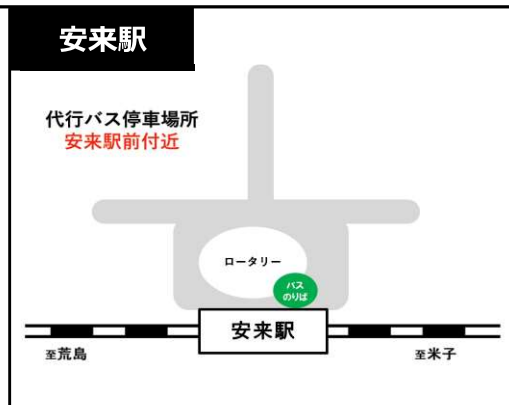 安来駅
代行バス停車場所
安来駅前付近
ロータリー
バス
のりば
安来駅
至荒島
至米子